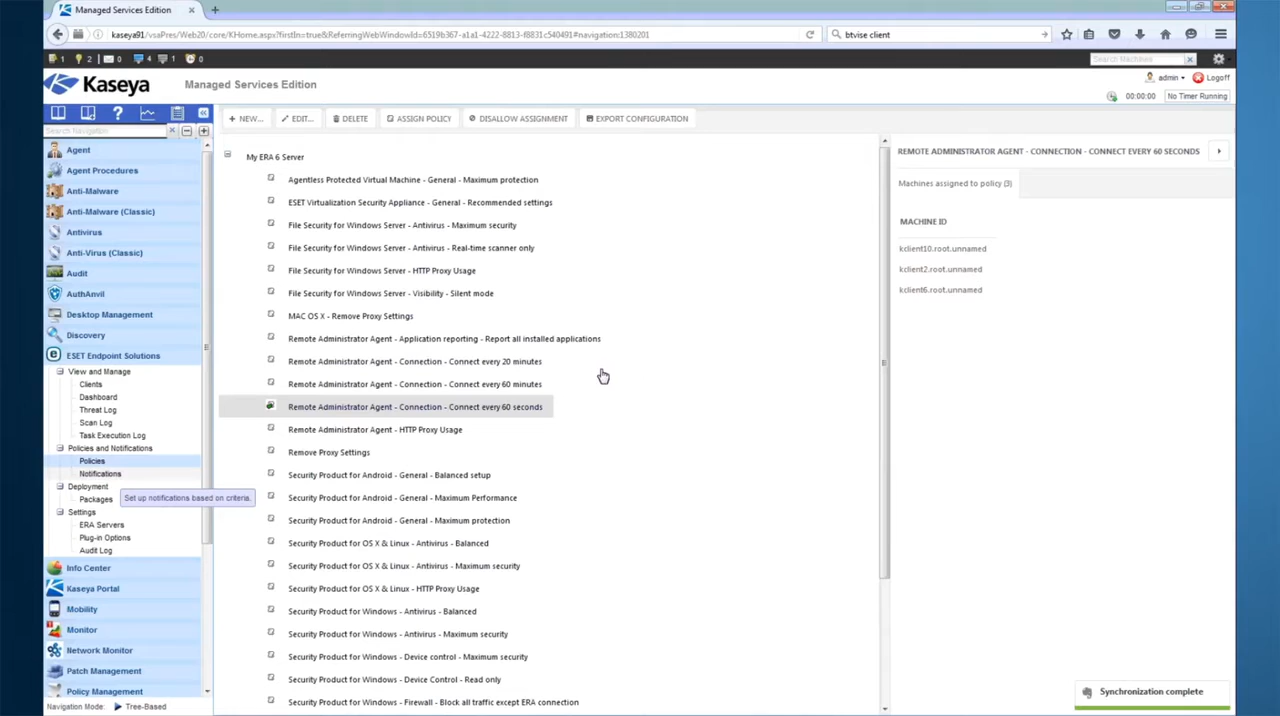 Managed Services Edition
kaseya91/vsaPres/Web20/core/KHome.aspx?firstIn=true&ReferringWebWindowId=6519b367-a1a1-4222-8813-f8831c540491#navigation:1380201
btvise client
1 2 0 4 1 0
Search Machines
Kaseya Managed Services Edition
admin Logoff
00:00:00 No Timer Running
Search Navigation
Agent
Agent Procedures
Anti-Malware
Anti-Malware (Classic)
Antivirus
Anti-Virus (Classic)
Audit
AuthAnvil
Desktop Management
Discovery
ESET Endpoint Solutions
View and Manage
Clients
Dashboard
Threat Log
Scan Log
Task Execution Log
Policies and Notifications
Policies
Notifications
Deployment
Packages
Set up notifications based on criteria.
Settings
ERA Servers
Plug-in Options
Audit Log
Info Center
Kaseya Portal
Mobility
Monitor
Network Monitor
Patch Management
Policy Management
Navigation Mode: Tree-Based
NEW... EDIT... DELETE ASSIGN POLICY DISALLOW ASSIGNMENT EXPORT CONFIGURATION
My ERA 6 Server
Agentless Protected Virtual Machine - General - Maximum protection
ESET Virtualization Security Appliance - General - Recommended settings
File Security for Windows Server - Antivirus - Maximum security
File Security for Windows Server - Antivirus - Real-time scanner only
File Security for Windows Server - HTTP Proxy Usage
File Security for Windows Server - Visibility - Silent mode
MAC OS X - Remove Proxy Settings
Remote Administrator Agent - Application reporting - Report all installed applications
Remote Administrator Agent - Connection - Connect every 20 minutes
Remote Administrator Agent - Connection - Connect every 60 minutes
Remote Administrator Agent - Connection - Connect every 60 seconds
Remote Administrator Agent - HTTP Proxy Usage
Remove Proxy Settings
Security Product for Android - General - Balanced setup
Security Product for Android - General - Maximum Performance
Security Product for Android - General - Maximum protection
Security Product for OS X & Linux - Antivirus - Balanced
Security Product for OS X & Linux - Antivirus - Maximum security
Security Product for OS X & Linux - HTTP Proxy Usage
Security Product for Windows - Antivirus - Balanced
Security Product for Windows - Antivirus - Maximum security
Security Product for Windows - Device control - Maximum security
Security Product for Windows - Device Control - Read only
Security Product for Windows - Firewall - Block all traffic except ERA connection
REMOTE ADMINISTRATOR AGENT - CONNECTION - CONNECT EVERY 60 SECONDS
Machines assigned to policy (3)
MACHINE ID
kclient10.root.unnamed
kclient2.root.unnamed
kclient6.root.unnamed
Synchronization complete